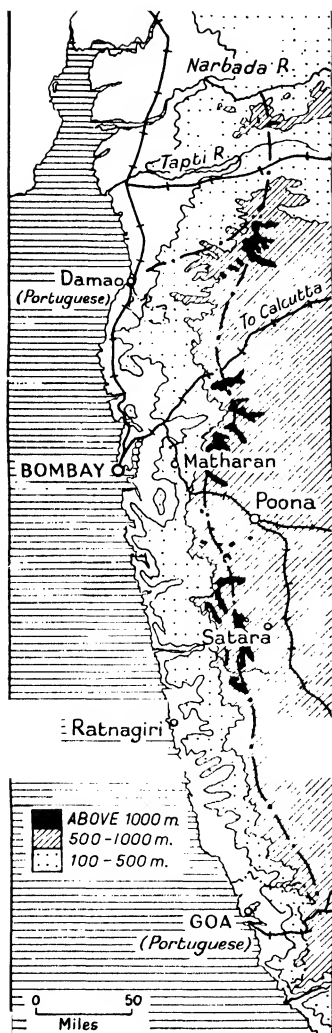 Narbada R.
Tapti R
Damao
(Portuguese)
To Calcutta
BOMBAY
Matharan
Poona
Satara
Ratnagiri
ABOVE 1000 m.
500-1000 m.
100-500 m.
GOA
(Portuguese)
0 50
Miles